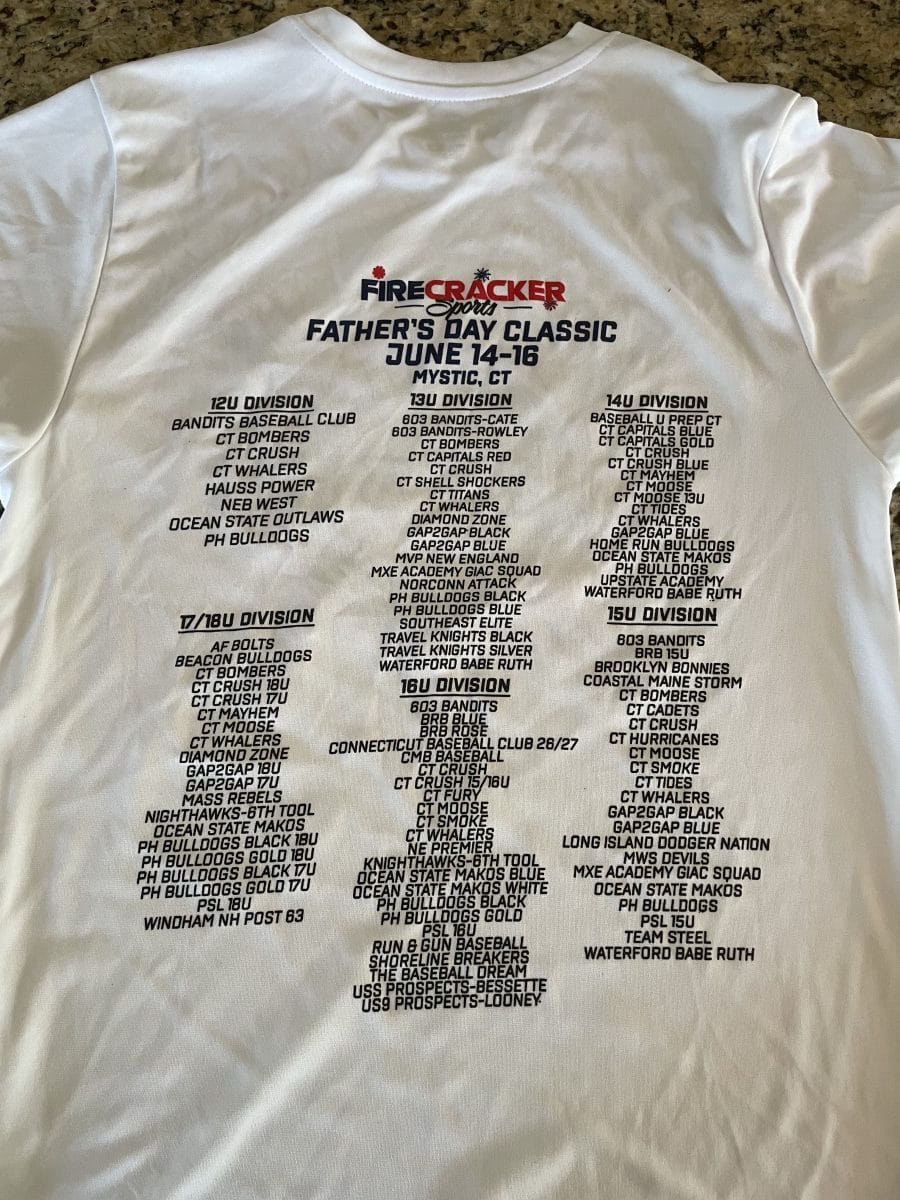 FIRECRACKER
Sports
FATHER'S DAY CLASSIC
JUNE 14-16
MYSTIC, CT
12U DIVISION
BANDITS BASEBALL CLUB
CT BOMBERS
CT CRUSH
CT WHALERS
HAUSS POWER
NEB WEST
OCEAN STATE OUTLAWS
PH BULLDOGS
13U DIVISION
603 BANDITS-CATE
603 BANDITS-ROWLEY
CT BOMBERS
CT CAPITALS RED
CT CRUSH
CT SHELL SHOCKERS
CT TITANS
CT WHALERS
DIAMOND ZONE
GAP2GAP BLACK
GAP2GAP BLUE
MVP NEW ENGLAND
MXE ACADEMY GIAC SQUAD
NORCONN ATTACK
PH BULLDOGS BLACK
PH BULLDOGS BLUE
SOUTHEAST ELITE
TRAVEL KNIGHTS BLACK
TRAVEL KNIGHTS SILVER
WATERFORD BABE RUTH
14U DIVISION
BASEBALL U PREP CT
CT CAPITALS BLUE
CT CAPITALS GOLD
CT CRUSH
CT CRUSH BLUE
CT MAYHEM
CT MOOSE
CT MOOSE 13U
CT TIDES
CT WHALERS
GAP2GAP BLUE
HOME RUN BULLDOGS
OCEAN STATE MAKOS
PH BULLDOGS
UPSTATE ACADEMY
WATERFORD BABE RUTH
17/18U DIVISION
AF BOLTS
BEACON BULLDOGS
CT BOMBERS
CT CRUSH 18U
CT CRUSH 17U
CT MAYHEM
CT MOOSE
CT WHALERS
DIAMOND ZONE
GAP2GAP 18U
GAP2GAP 17U
MASS REBELS
NIGHTHAWKS-6TH TOOL
OCEAN STATE MAKOS
PH BULLDOGS BLACK 18U
PH BULLDOGS GOLD 18U
PH BULLDOGS BLACK 17U
PH BULLDOGS GOLD 17U
PSL 18U
WINDHAM NH POST 63
16U DIVISION
603 BANDITS
BRB BLUE
BRB ROSE
CONNECTICUT BASEBALL CLUB 26/27
CMB BASEBALL
CT CRUSH
CT CRUSH 15/16U
CT FURY
CT MOOSE
CT SMOKE
CT WHALERS
NE PREMIER
KNIGHTHAWKS-6TH TOOL
OCEAN STATE MAKOS BLUE
OCEAN STATE MAKOS WHITE
PH BULLDOGS BLACK
PH BULLDOGS GOLD
PSL 16U
RUN & GUN BASEBALL
SHORELINE BREAKERS
THE BASEBALL DREAM
US9 PROSPECTS-BESSETTE
US9 PROSPECTS-LOONEY
15U DIVISION
603 BANDITS
BRB 15U
BROOKLYN BONNIES
COASTAL MAINE STORM
CT BOMBERS
CT CADETS
CT CRUSH
CT HURRICANES
CT MOOSE
CT SMOKE
CT TIDES
CT WHALERS
GAP2GAP BLACK
GAP2GAP BLUE
LONG ISLAND DODGER NATION
MWS DEVILS
MXE ACADEMY GIAC SQUAD
OCEAN STATE MAKOS
PH BULLDOGS
PSL 15U
TEAM STEEL
WATERFORD BABE RUTH